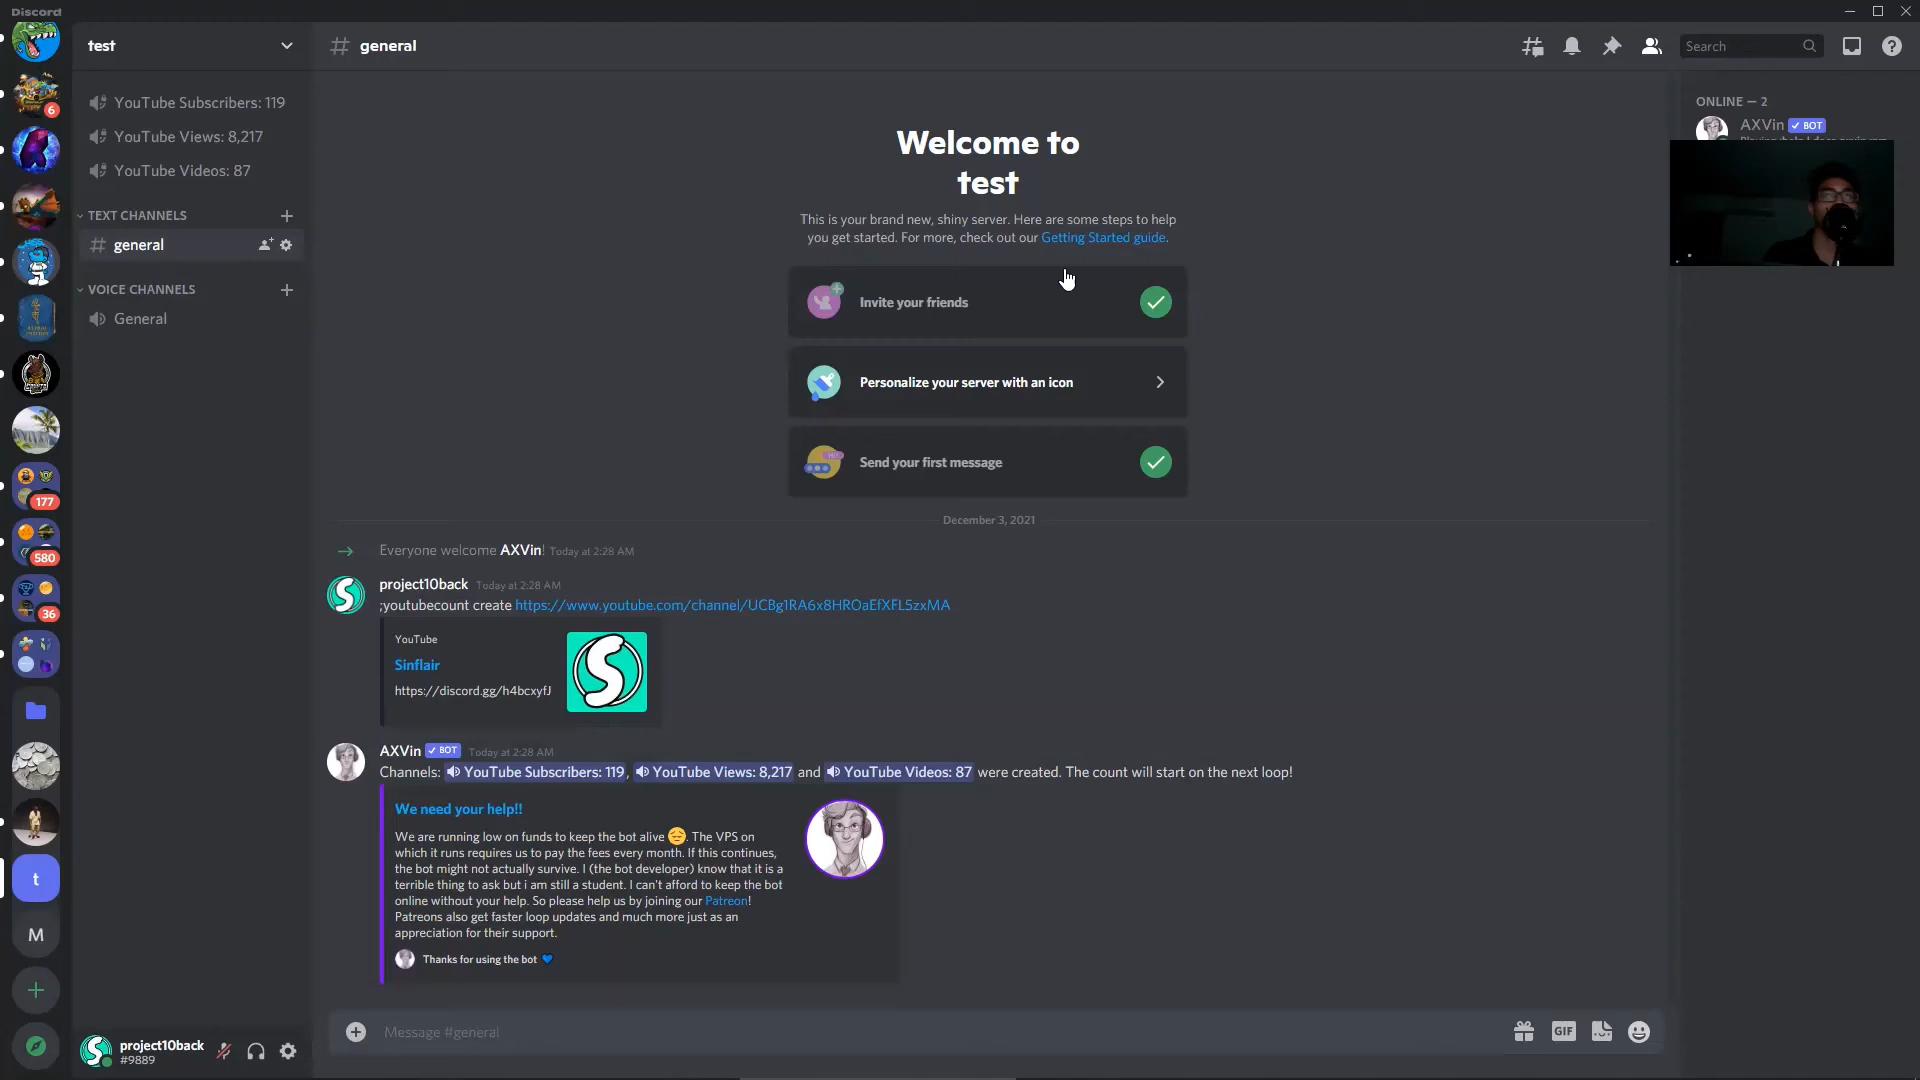 Discord
test
general
Search
YouTube Subscribers: 119
YouTube Views: 8,217
YouTube Videos: 87
TEXT CHANNELS
general
VOICE CHANNELS
General
6
177
580
36
t
M
Welcome to
test
This is your brand new, shiny server. Here are some steps to help
you get started. For more, check out our Getting Started guide.
Invite your friends
Personalize your server with an icon
Send your first message
December 3, 2021
Everyone welcome AXVin! Today at 2:28 AM
project10back Today at 2:28 AM
;youtubecount create https://www.youtube.com/channel/UCBg1RA6x8HROaEfXFL5zxMA
YouTube
Sinflair
https://discord.gg/h4bcxyfJ
AXVin BOT Today at 2:28 AM
Channels: YouTube Subscribers: 119, YouTube Views: 8,217 and YouTube Videos: 87 were created. The count will start on the next loop!
We need your help!!
We are running low on funds to keep the bot alive 😔. The VPS on
which it runs requires us to pay the fees every month. If this continues,
the bot might not actually survive. I (the bot developer) know that it is a
terrible thing to ask but i am still a student. I can't afford to keep the bot
online without your help. So please help us by joining our Patreon!
Patreons also get faster loop updates and much more just as an
appreciation for their support.
Thanks for using the bot 💙
Message #general
GIF
project10back
#9889
ONLINE — 2
AXVin BOT